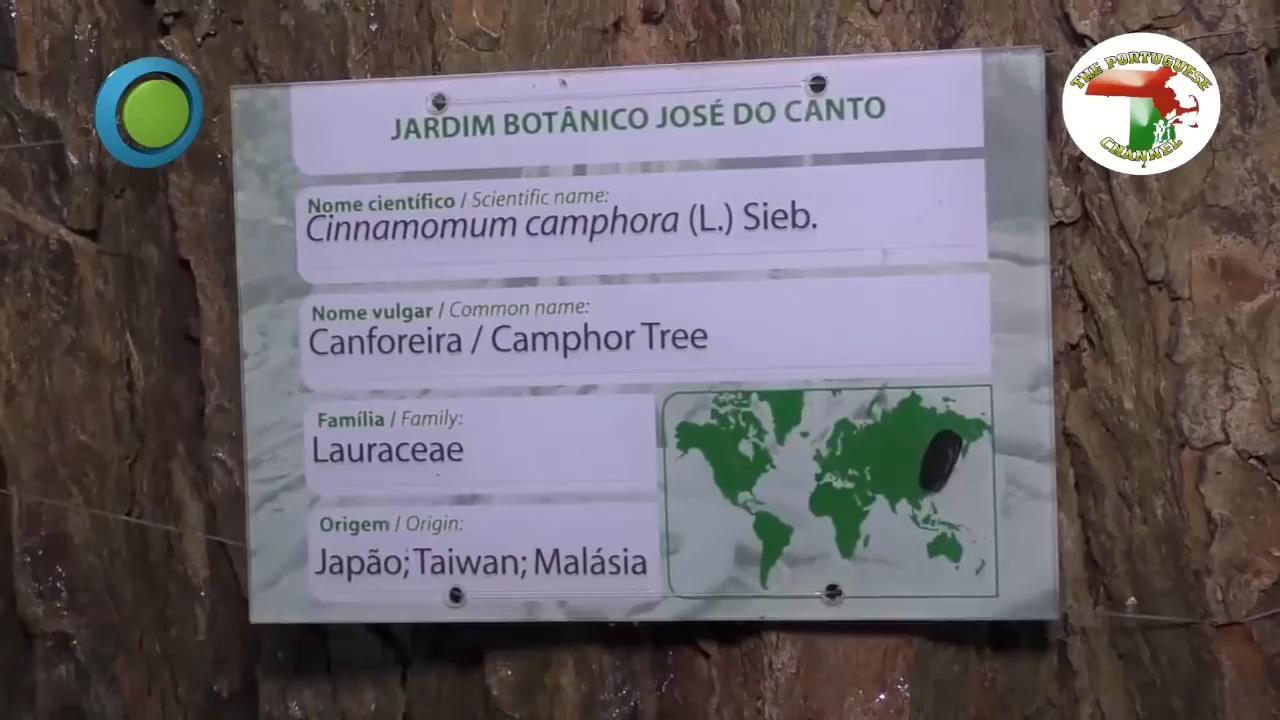 THE PORTUGUESE
CHANNEL
JARDIM BOTÂNICO JOSÉ DO CANTO
Nome científico / Scientific name:
Cinnamomum camphora (L.) Sieb.
Nome vulgar / Common name:
Canforeira / Camphor Tree
Família / Family:
Lauraceae
Origem / Origin:
Japão; Taiwan; Malásia